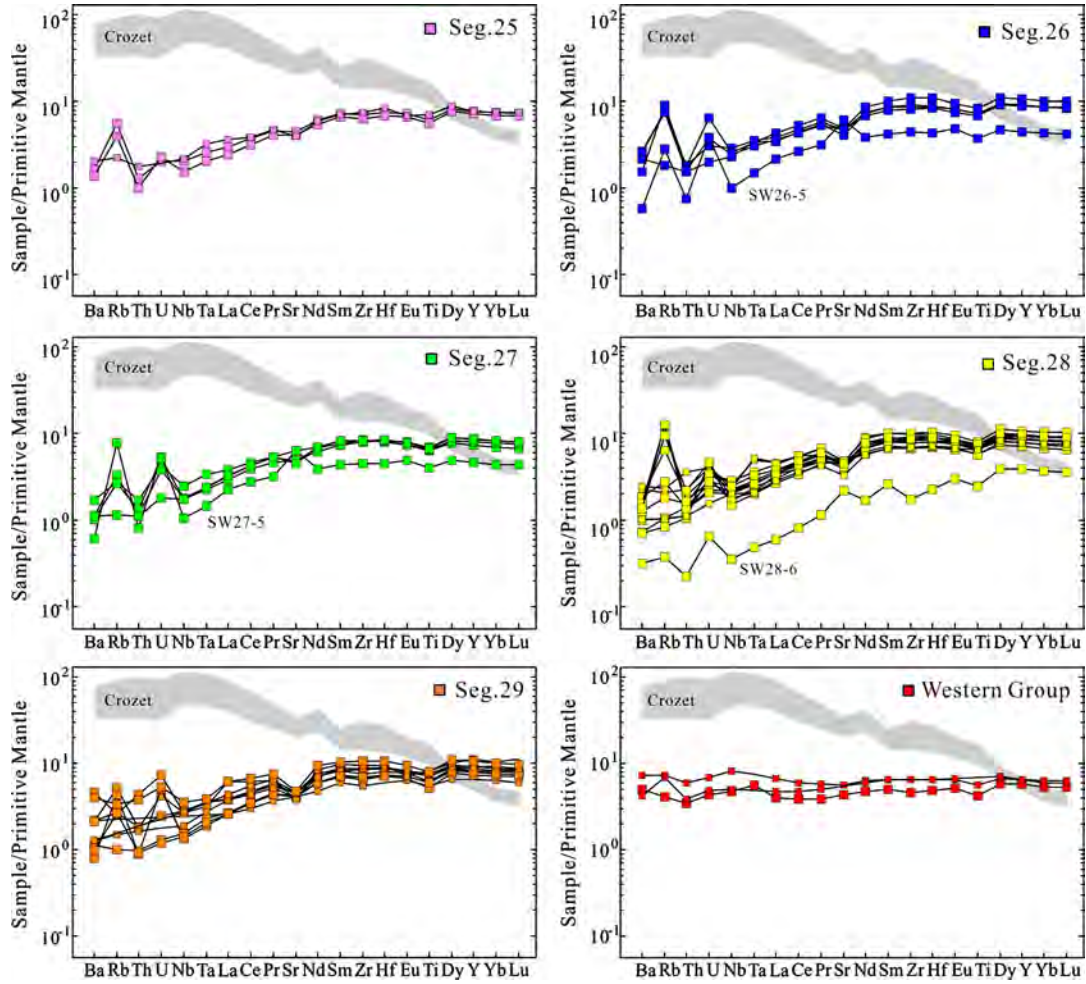 Sample/Primitive Mantle
10²
10¹
10⁰
10⁻¹
Crozet
Seg.25
Ba Rb Th U Nb Ta La Ce Pr Sr Nd Sm Zr Hf Eu Ti Dy Y Yb Lu
Sample/Primitive Mantle
10²
10¹
10⁰
10⁻¹
Crozet
Seg.26
SW26-5
Ba Rb Th U Nb Ta La Ce Pr Sr Nd Sm Zr Hf Eu Ti Dy Y Yb Lu
Sample/Primitive Mantle
10²
10¹
10⁰
10⁻¹
Crozet
Seg.27
SW27-5
Ba Rb Th U Nb Ta La Ce Pr Sr Nd Sm Zr Hf Eu Ti Dy Y Yb Lu
Sample/Primitive Mantle
10²
10¹
10⁰
10⁻¹
Crozet
Seg.28
SW28-6
Ba Rb Th U Nb Ta La Ce Pr Sr Nd Sm Zr Hf Eu Ti Dy Y Yb Lu
Sample/Primitive Mantle
10²
10¹
10⁰
10⁻¹
Crozet
Seg.29
Ba Rb Th U Nb Ta La Ce Pr Sr Nd Sm Zr Hf Eu Ti Dy Y Yb Lu
Sample/Primitive Mantle
10²
10¹
10⁰
10⁻¹
Crozet
Western Group
Ba Rb Th U Nb Ta La Ce Pr Sr Nd Sm Zr Hf Eu Ti Dy Y Yb Lu